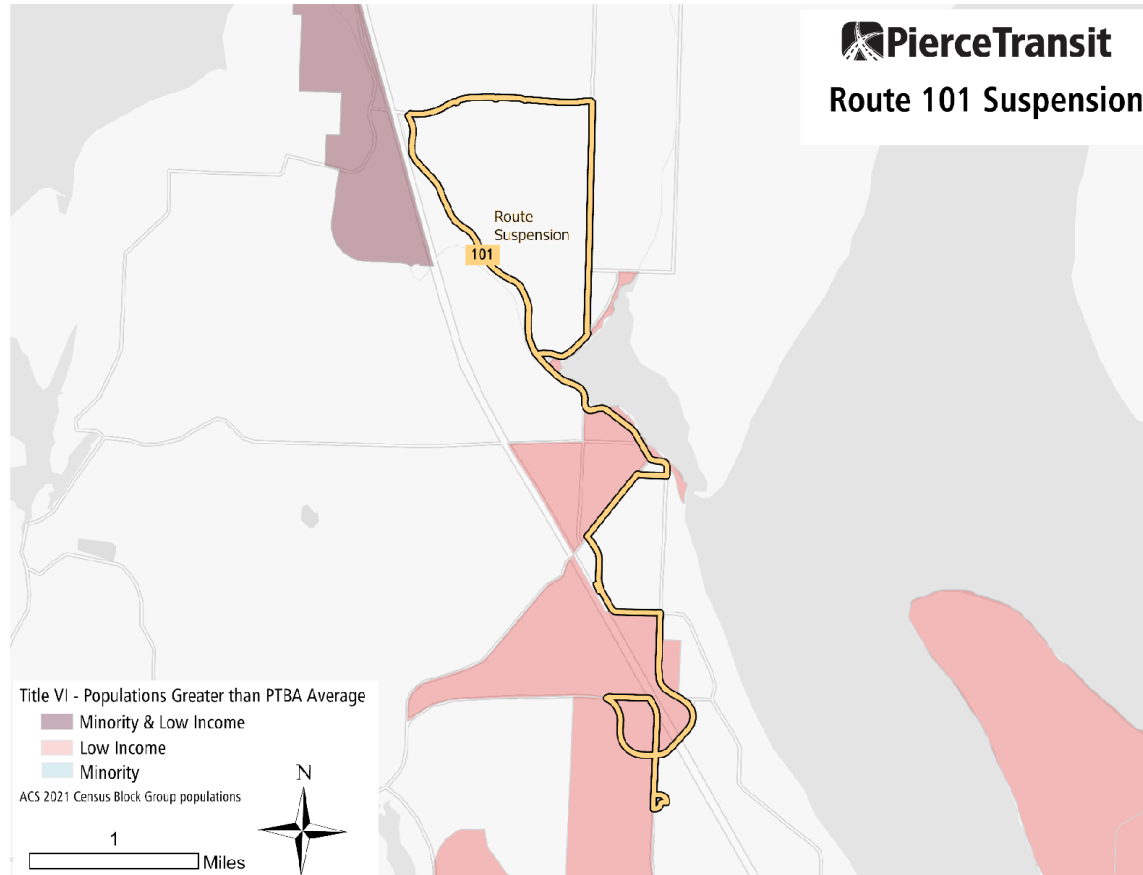 PierceTransit
Route 101 Suspension
Route
Suspension
101
Title VI - Populations Greater than PTBA Average
Minority & Low Income
Low Income
Minority
ACS 2021 Census Block Group populations
N
1
Miles